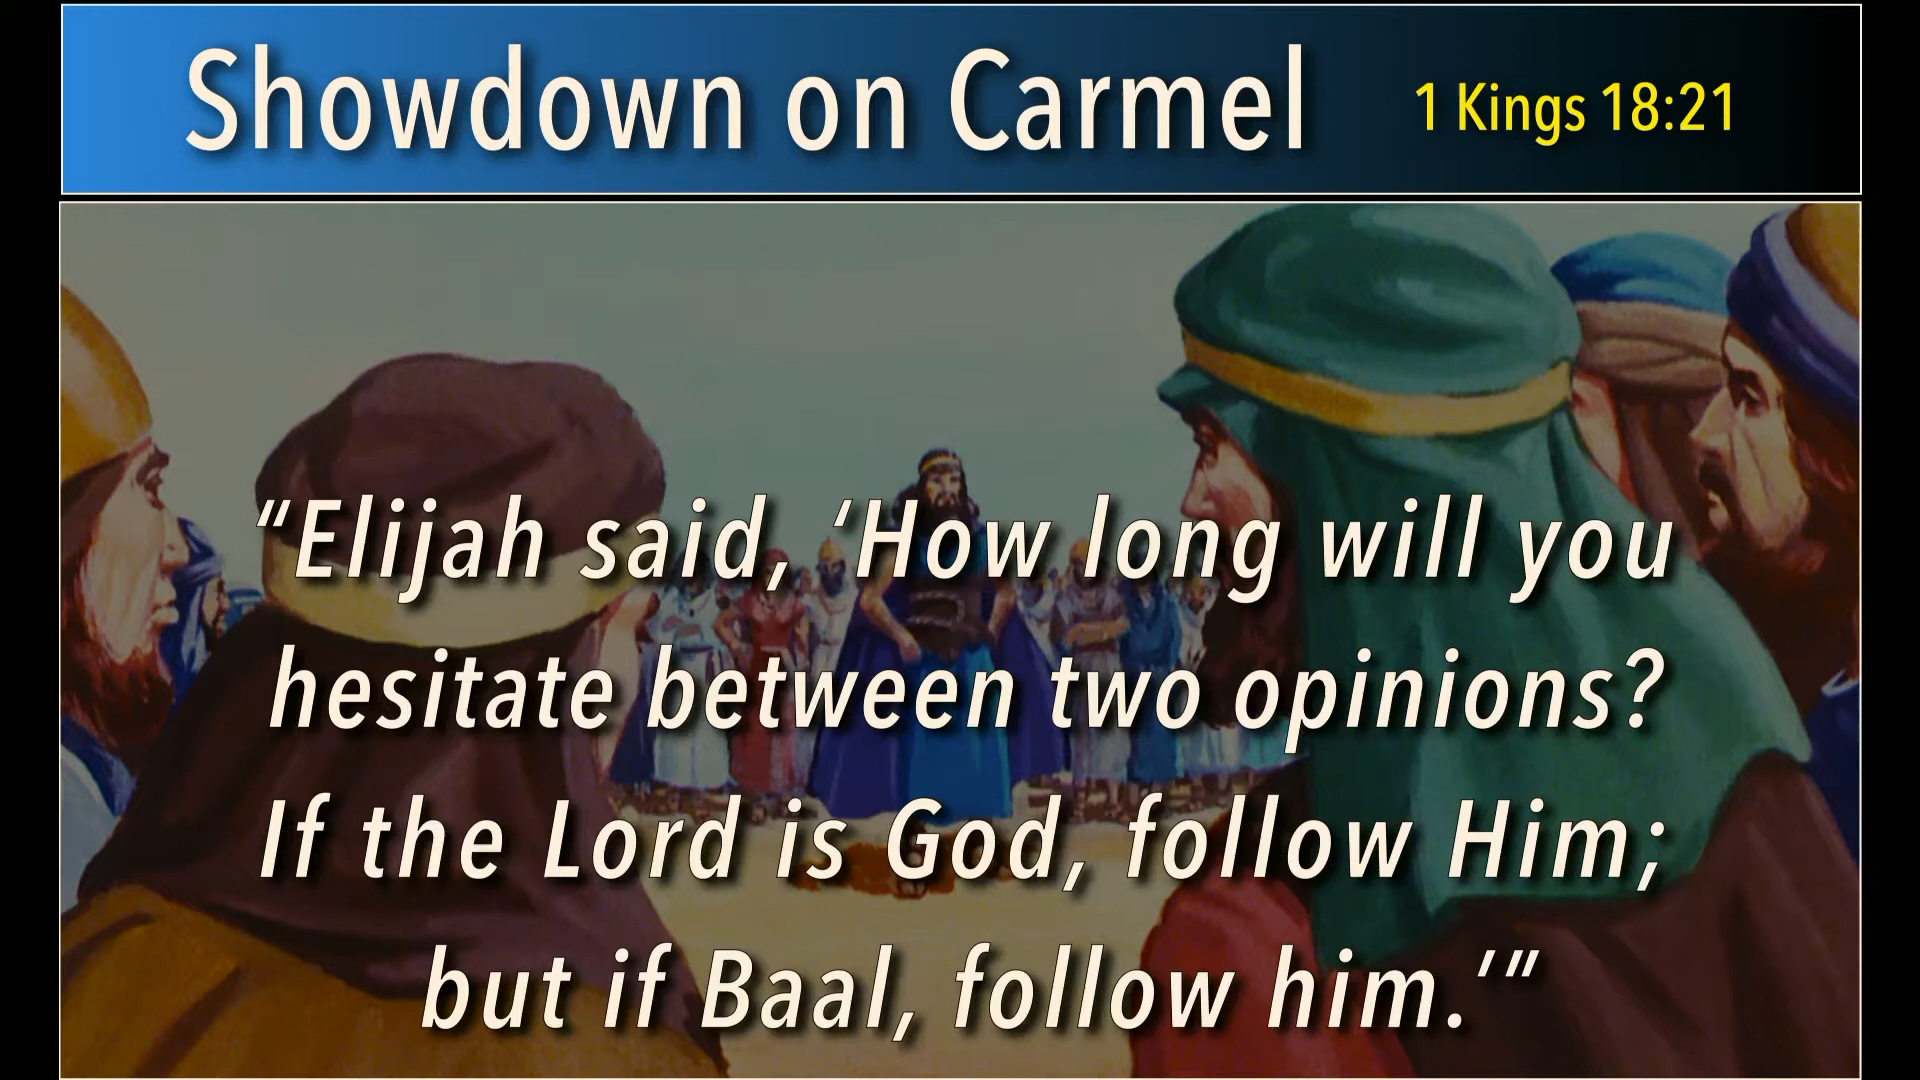 Showdown on Carmel 1 Kings 18:21
“Elijah said, ‘How long will you
hesitate between two opinions?
If the Lord is God, follow Him;
but if Baal, follow him.’”